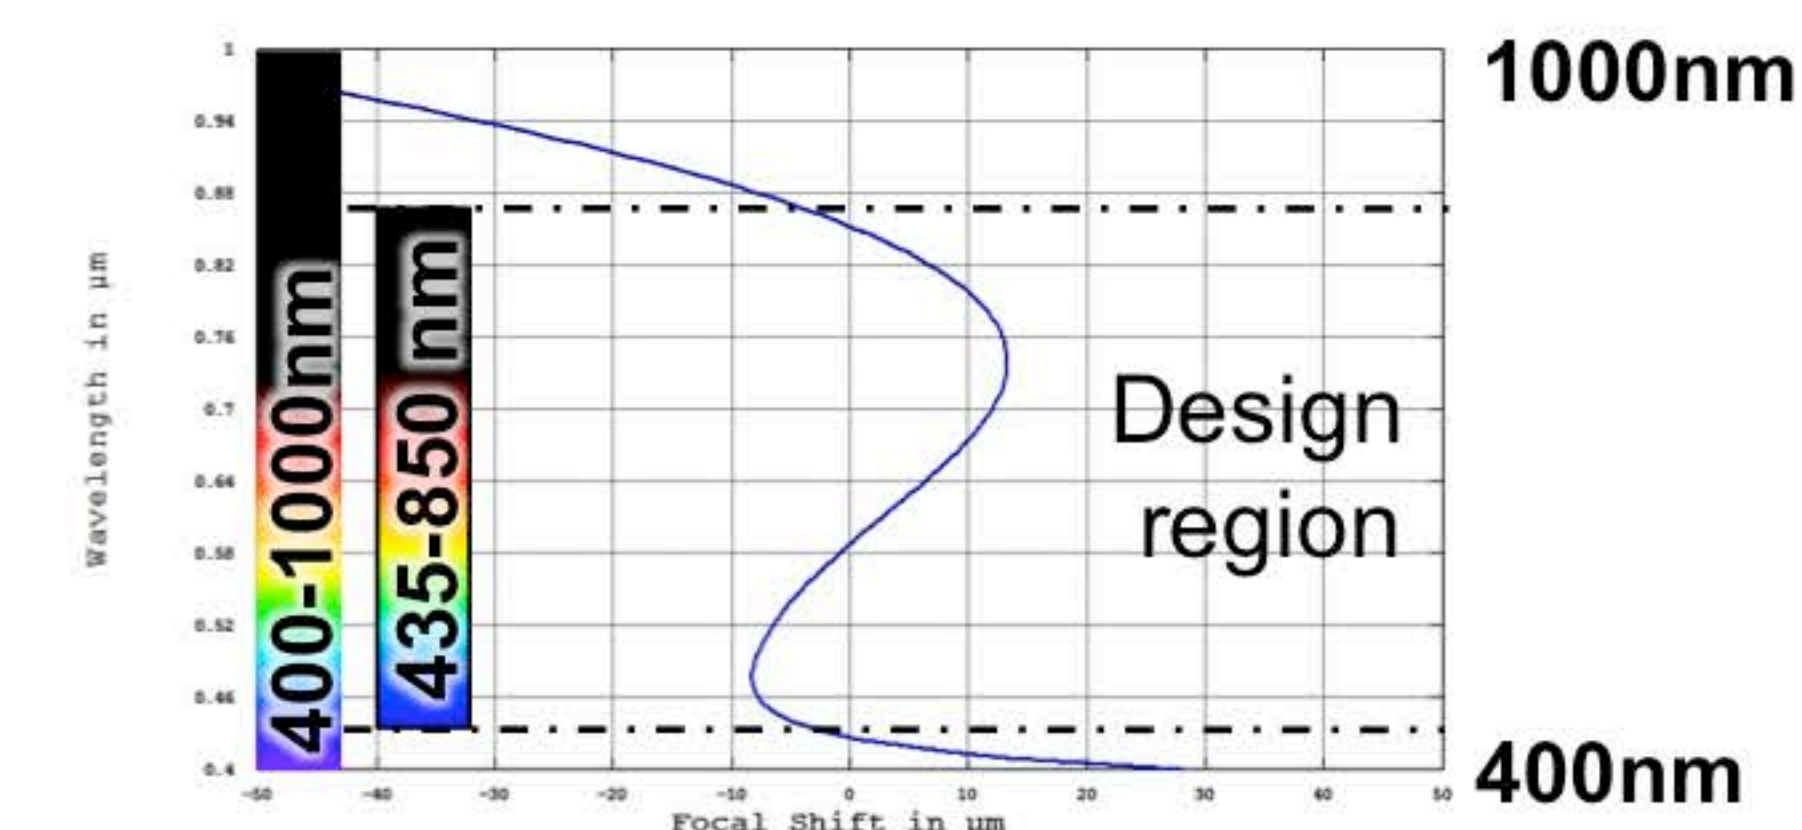 1000nm
1
0.94
0.88
0.82
0.76
0.7
0.64
0.58
0.52
0.46
0.4
Wavelength in µm
400-1000nm
435-850 nm
Design
region
400nm
-50 -40 -30 -20 -10 0 10 20 30 40 50
Focal Shift in µm